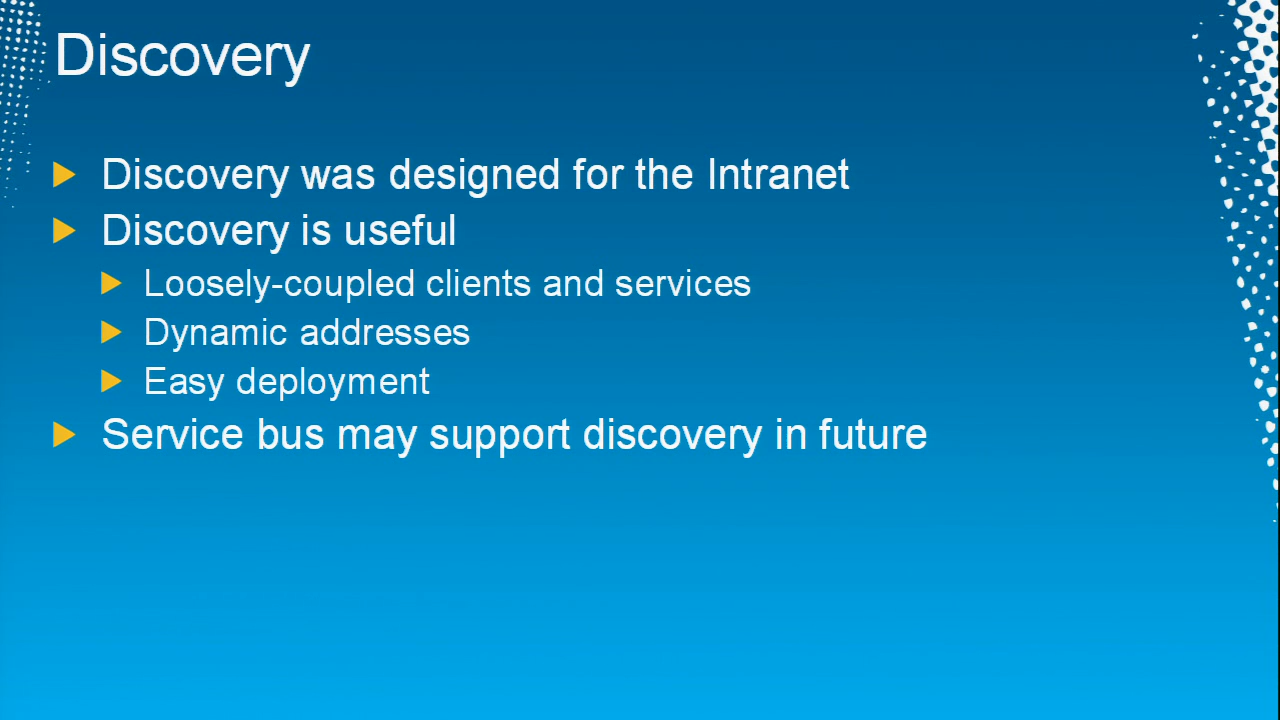 Discovery
Discovery was designed for the Intranet
Discovery is useful
Loosely-coupled clients and services
Dynamic addresses
Easy deployment
Service bus may support discovery in future